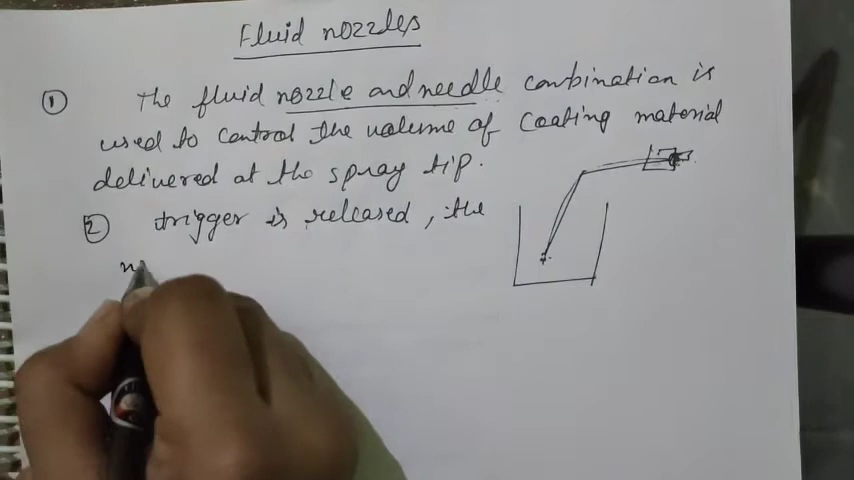 Fluid nozzles
① The fluid nozzle and needle combination is
used to control the volume of coating material
delivered at the spray tip.
② trigger is released, the